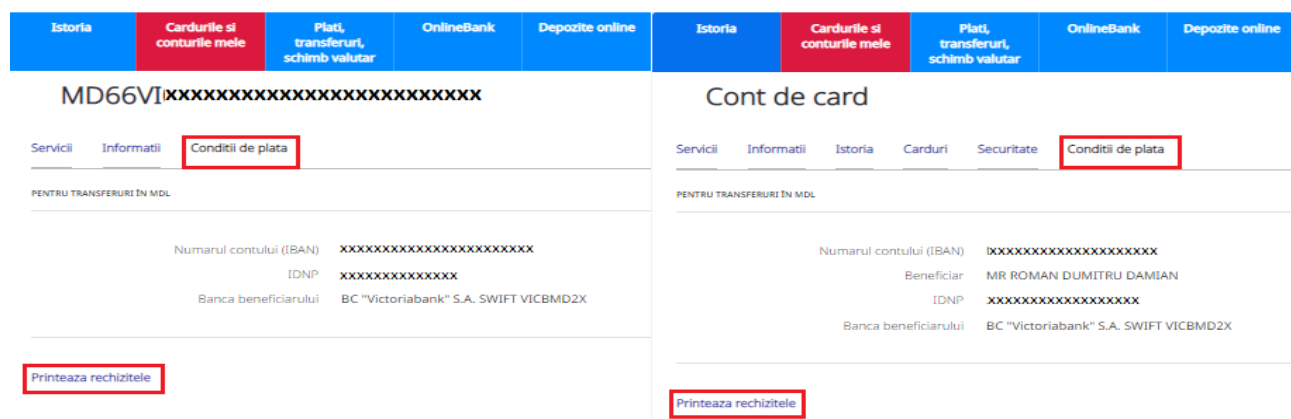 Istoria
Cardurile si
conturile mele
Plati,
transferuri,
schimb valutar
OnlineBank
Depozite online
MD66VIxxxxxxxxxxxxxxxxxxxxxxxxx
Servicii Informatii Conditii de plata
PENTRU TRANSFERURI ÎN MDL
Numarul contului (IBAN) xxxxxxxxxxxxxxxxxxxxxxx
IDNP xxxxxxxxxxxxxx
Banca beneficiarului BC "Victoriabank" S.A. SWIFT VICBMD2X
Printeaza rechizitele
Istoria
Cardurile si
conturile mele
Plati,
transferuri,
schimb valutar
OnlineBank
Depozite online
Cont de card
Servicii Informatii Istoria Carduri Securitate Conditii de plata
PENTRU TRANSFERURI ÎN MDL
Numarul contului (IBAN) xxxxxxxxxxxxxxxxxxxx
Beneficiar MR ROMAN DUMITRU DAMIAN
IDNP xxxxxxxxxxxxxxxxxx
Banca beneficiarului BC "Victoriabank" S.A. SWIFT VICBMD2X
Printeaza rechizitele